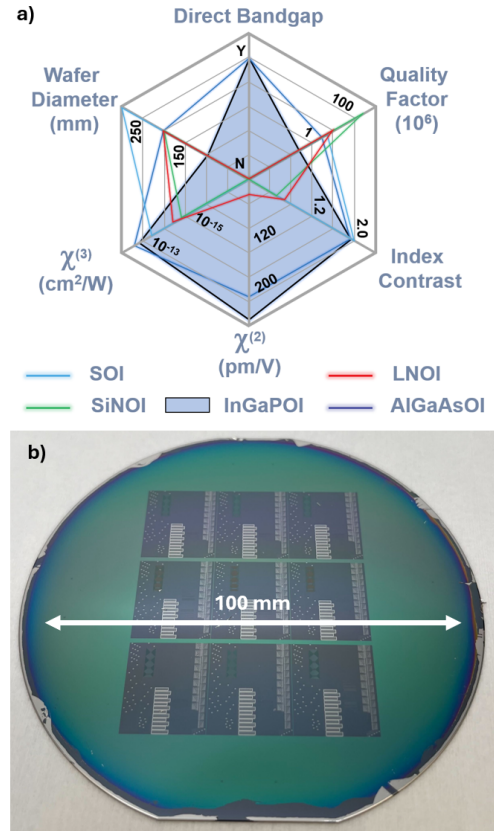 a)
Direct Bandgap
Y
Wafer
Diameter
(mm)
Quality
Factor
(10⁶)
250
150
100
1
N
1.2
2.0
10⁻¹⁵
10⁻¹³
120
200
χ⁽³⁾
(cm²/W)
Index
Contrast
χ⁽²⁾
(pm/V)
SOI
LNOI
SiNOI
InGaPOI
AlGaAsOI
b)
100 mm